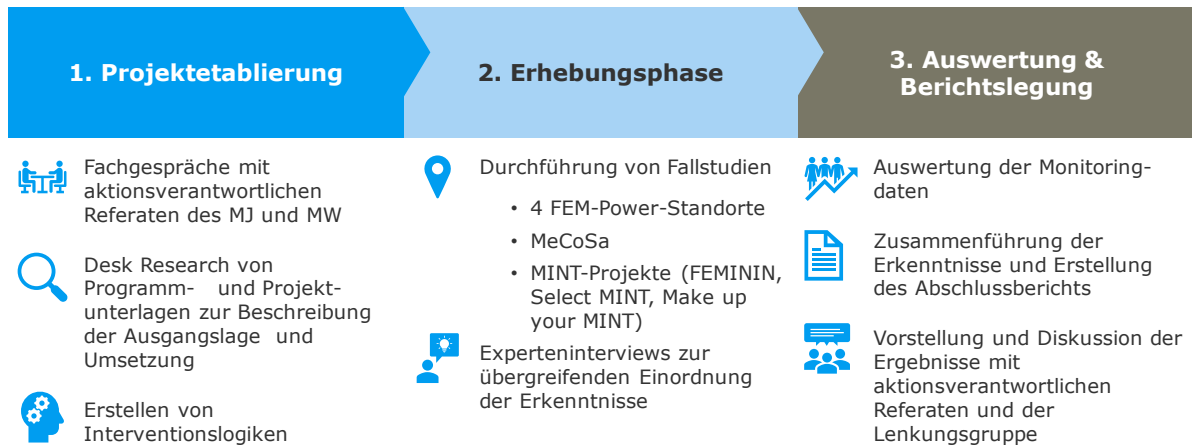 1. Projektetablierung
Fachgespräche mit
aktionsverantwortlichen
Referaten des MJ und MW
Desk Research von
Programm- und Projekt-
unterlagen zur Beschreibung
der Ausgangslage und
Umsetzung
Erstellen von
Interventionslogiken
2. Erhebungsphase
Durchführung von Fallstudien
• 4 FEM-Power-Standorte
• MeCoSa
• MINT-Projekte (FEMININ,
Select MINT, Make up
your MINT)
Experteninterviews zur
übergreifenden Einordnung
der Erkenntnisse
3. Auswertung &
Berichtslegung
Auswertung der Monitoring-
daten
Zusammenführung der
Erkenntnisse und Erstellung
des Abschlussberichts
Vorstellung und Diskussion der
Ergebnisse mit
aktionsverantwortlichen
Referaten und der
Lenkungsgruppe